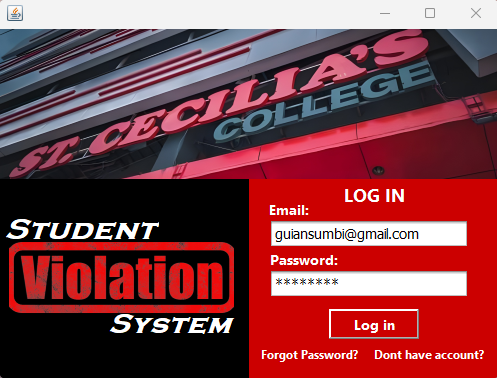 ST. CECILIA'S
COLLEGE
STUDENT
Violation
SYSTEM
LOG IN
Email:
guiansumbi@gmail.com
Password:
********
Log in
Forgot Password? Dont have account?